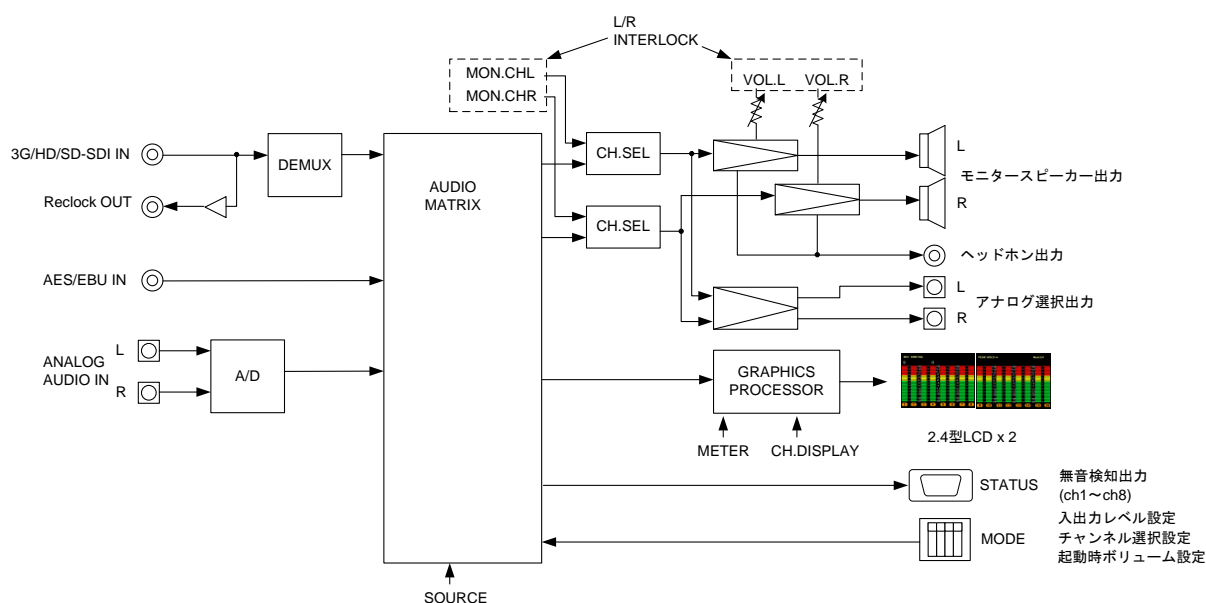 L/R
INTERLOCK
MON.CHL
MON.CHR
VOL.L VOL.R
3G/HD/SD-SDI IN
DEMUX
Reclock OUT
AUDIO
MATRIX
CH.SEL
CH.SEL
L
モニタースピーカー出力
R
ヘッドホン出力
AES/EBU IN
L
アナログ選択出力
R
ANALOG
AUDIO IN
L
R
A/D
GRAPHICS
PROCESSOR
2.4型LCD x 2
METER
CH.DISPLAY
STATUS
無音検知出力
(ch1～ch8)
MODE
入出力レベル設定
チャンネル選択設定
起動時ボリューム設定
SOURCE